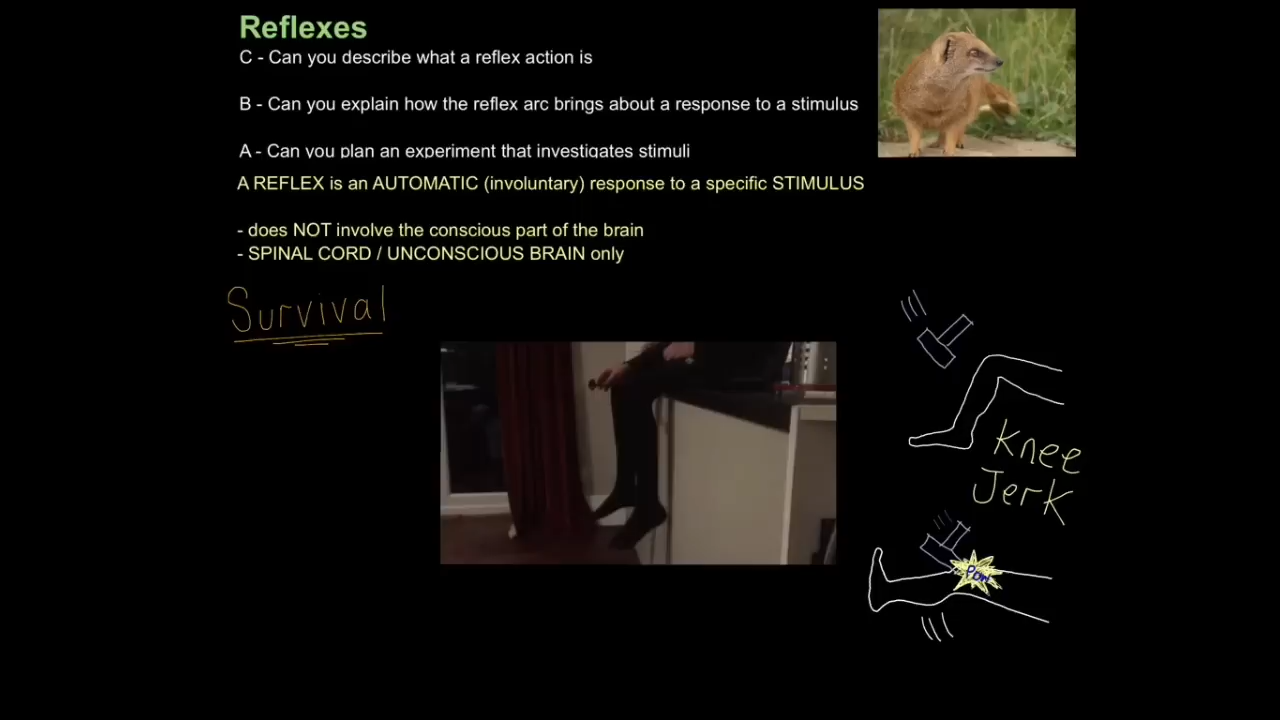 Reflexes
C - Can you describe what a reflex action is
B - Can you explain how the reflex arc brings about a response to a stimulus
A - Can you plan an experiment that investigates stimuli
A REFLEX is an AUTOMATIC (involuntary) response to a specific STIMULUS
- does NOT involve the conscious part of the brain
- SPINAL CORD / UNCONSCIOUS BRAIN only
Survival
Knee
Jerk
POW